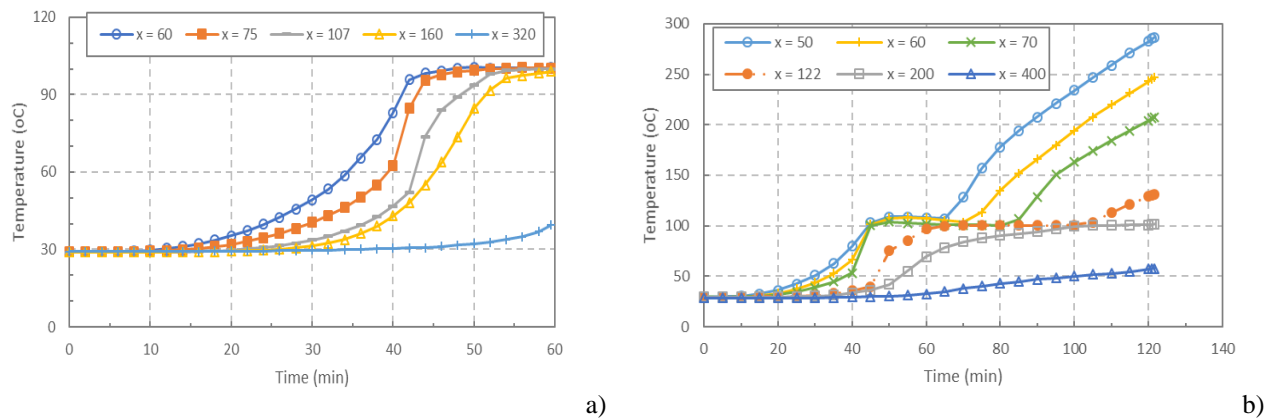 x = 60 x = 75 x = 107 x = 160 x = 320
120
90
60
30
0
Temperature (oC)
0 10 20 30 40 50 60
Time (min)
a)
x = 50 x = 60 x = 70
x = 122 x = 200 x = 400
300
250
200
150
100
50
0
Temperature (oC)
0 20 40 60 80 100 120 140
Time (min)
b)